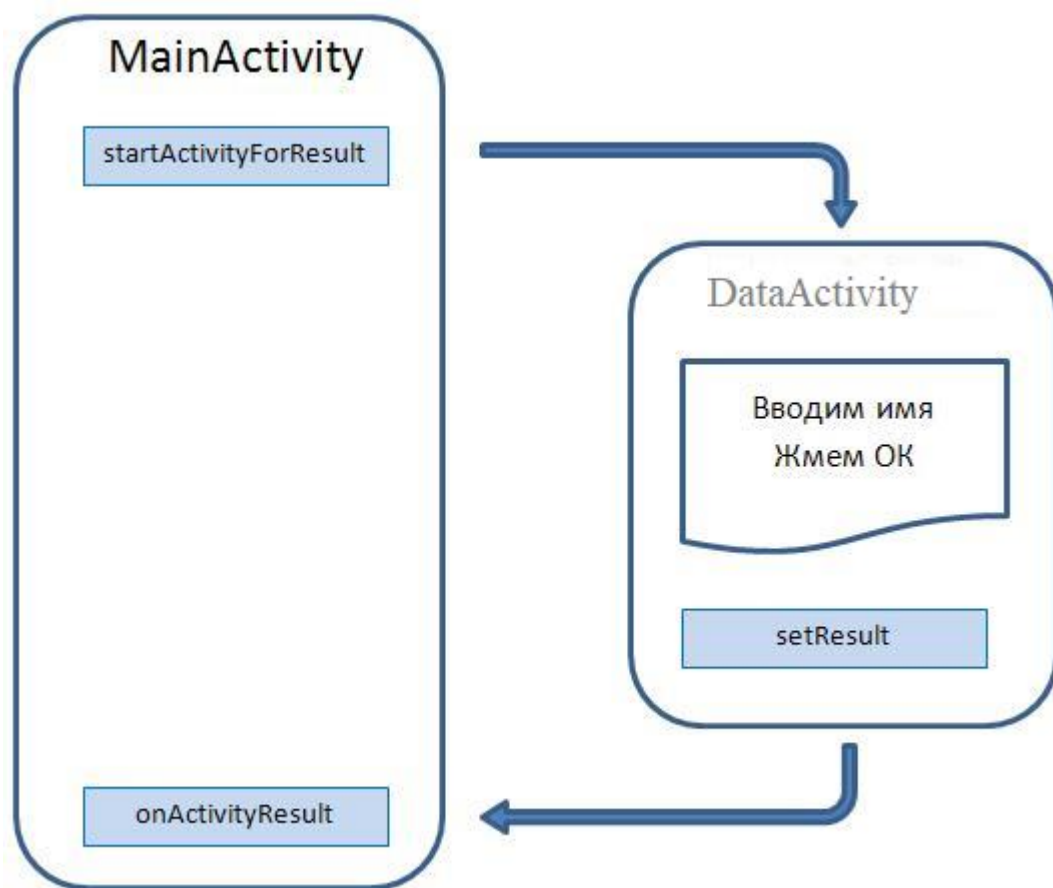 MainActivity
startActivityForResult
DataActivity
Вводим имя
Жмем ОК
setResult
onActivityResult